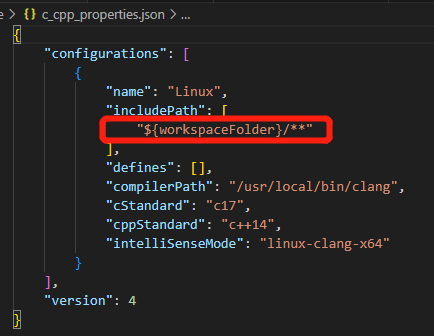 e > {} c_cpp_properties.json > ...
{
    "configurations": [
        {
            "name": "Linux",
            "includePath": [
                "${workspaceFolder}/**"
            ],
            "defines": [],
            "compilerPath": "/usr/local/bin/clang",
            "cStandard": "c17",
            "cppStandard": "c++14",
            "intelliSenseMode": "linux-clang-x64"
        }
    ],
    "version": 4
}